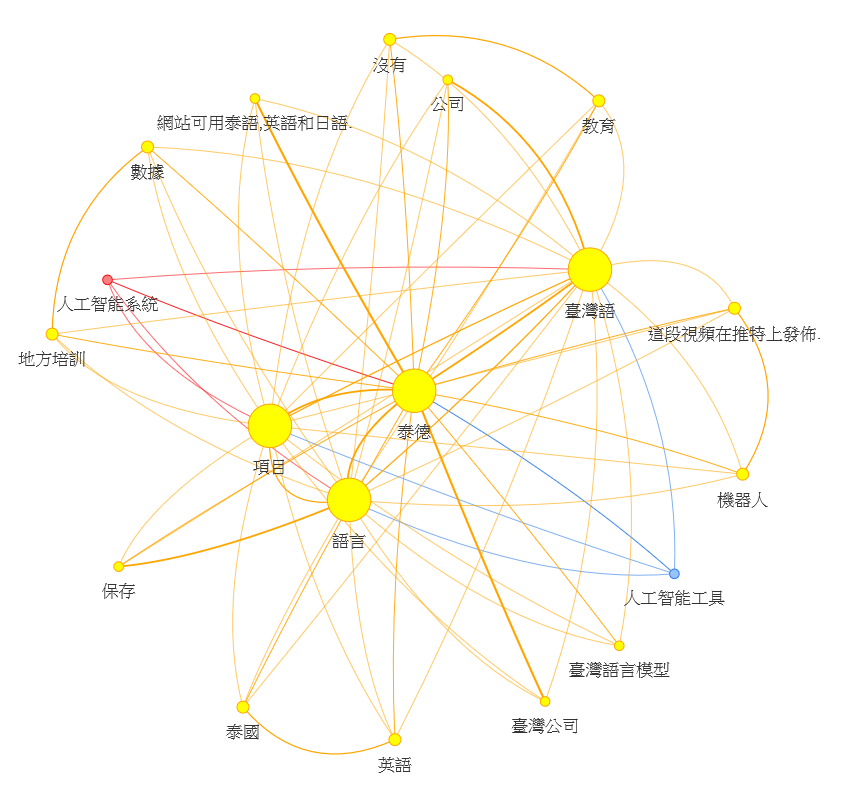 沒有
公司
教育
網站可用泰語,英語和日語.
數據
人工智能系統
臺灣語
這段視頻在推特上發佈.
地方培訓
泰德
項目
機器人
語言
保存
人工智能工具
臺灣語言模型
臺灣公司
泰國
英語